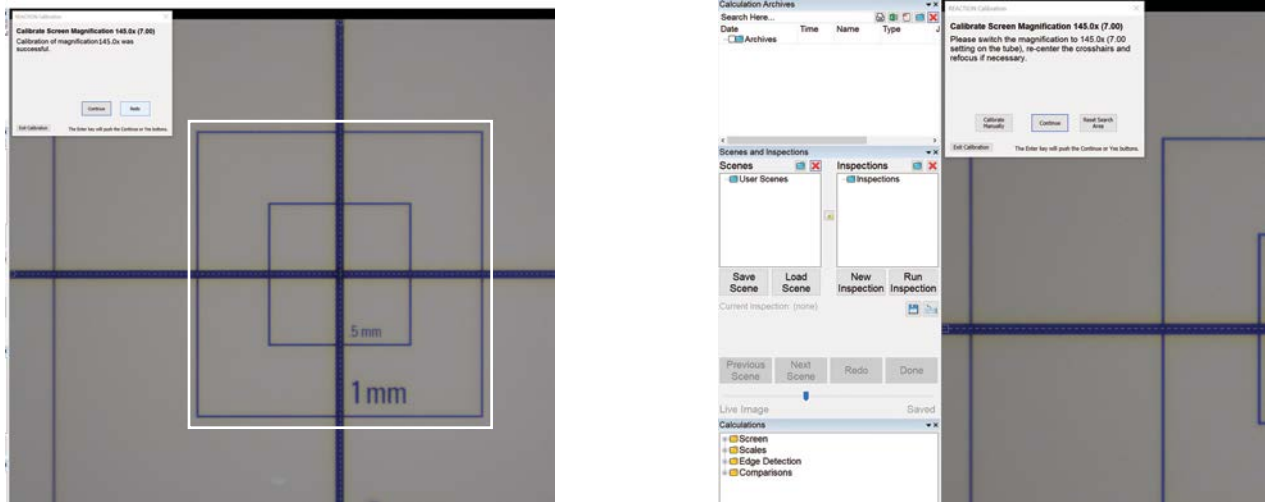 REACTION Calibration
Calibrate Screen Magnification 145.0x (7.00)
Calibration of magnification145.0x was
successful.
Continue
Redo
Exit Calibration
The Enter key will push the Continue or Yes buttons.
.5 mm
1 mm
Calculation Archives
Search Here...
Date Time Name Type J
Archives
Scenes and Inspections
Scenes
Inspections
User Scenes
Inspections
Save
Scene
Load
Scene
New
Inspection
Run
Inspection
Current Inspection (none)
Previous
Scene
Next
Scene
Redo
Done
Live Image
Saved
Calculations
Screen
Scales
Edge Detection
Comparisons
REACTION Calibration
Calibrate Screen Magnification 145.0x (7.00)
Please switch the magnification to 145.0x (7.00
setting on the tube), re-center the crosshairs and
refocus if necessary.
Calibrate
Manually
Continue
Reset Search
Area
Exit Calibration
The Enter key will push the Continue or Yes buttons.